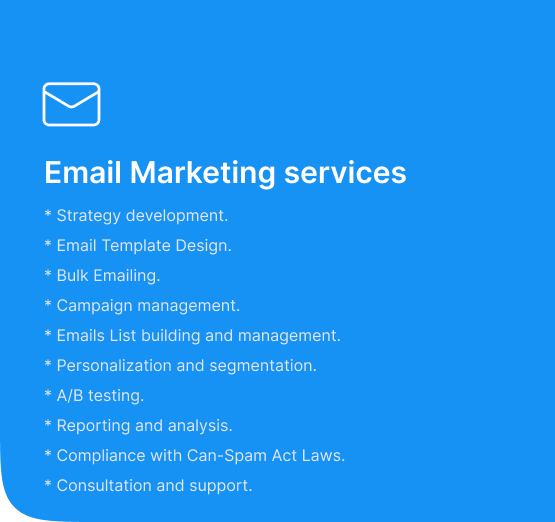 Email Marketing services
* Strategy development.
* Email Template Design.
* Bulk Emailing.
* Campaign management.
* Emails List building and management.
* Personalization and segmentation.
* A/B testing.
* Reporting and analysis.
* Compliance with Can-Spam Act Laws.
* Consultation and support.